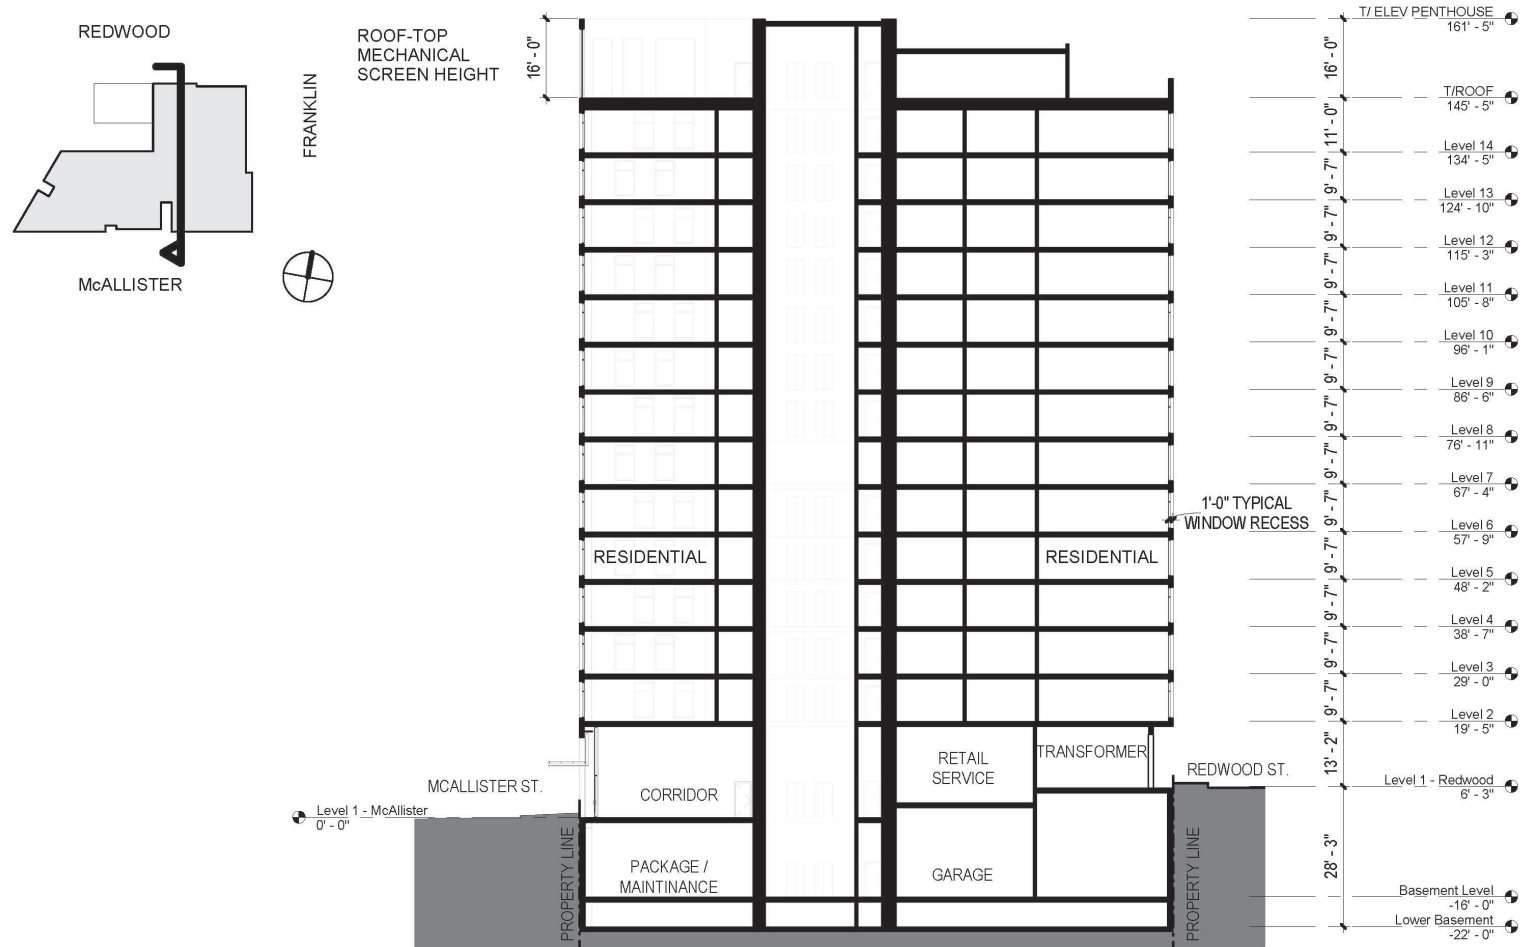 REDWOOD
FRANKLIN
McALLISTER
ROOF-TOP
MECHANICAL
SCREEN HEIGHT
16' - 0"
T/ ELEV PENTHOUSE
161' - 5"
16' - 0"
T/ROOF
145' - 5"
11' - 0"
Level 14
134' - 5"
9' - 7"
Level 13
124' - 10"
9' - 7"
Level 12
115' - 3"
9' - 7"
Level 11
105' - 8"
9' - 7"
Level 10
96' - 1"
9' - 7"
Level 9
86' - 6"
9' - 7"
Level 8
76' - 11"
9' - 7"
Level 7
67' - 4"
9' - 7"
1'-0" TYPICAL
WINDOW RECESS
Level 6
57' - 9"
9' - 7"
RESIDENTIAL
RESIDENTIAL
Level 5
48' - 2"
9' - 7"
Level 4
38' - 7"
9' - 7"
Level 3
29' - 0"
9' - 7"
Level 2
19' - 5"
13' - 2"
MCALLISTER ST.
CORRIDOR
RETAIL
SERVICE
TRANSFORMER
REDWOOD ST.
Level 1 - Redwood
6' - 3"
Level 1 - McAllister
0' - 0"
PROPERTY LINE
PACKAGE /
MAINTINANCE
GARAGE
PROPERTY LINE
28' - 3"
Basement Level
-16' - 0"
Lower Basement
-22' - 0"